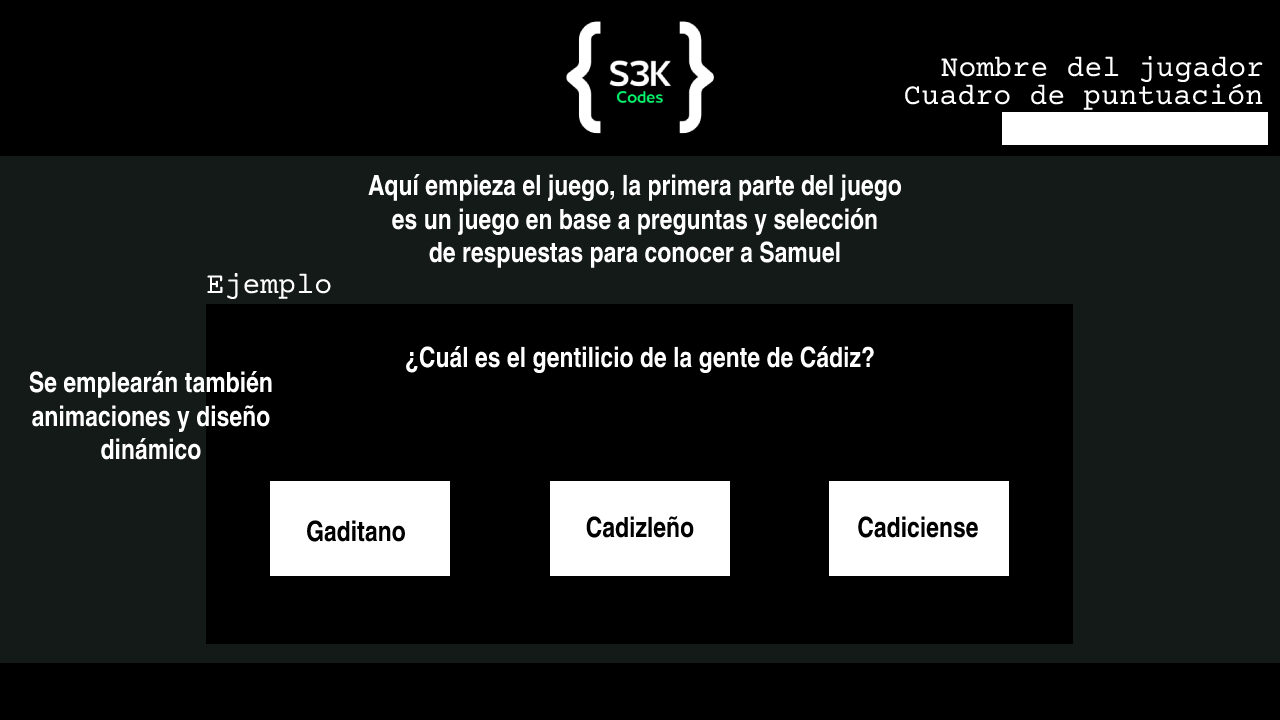 S3K
Codes
Nombre del jugador
Cuadro de puntuación
Aquí empieza el juego, la primera parte del juego
es un juego en base a preguntas y selección
de respuestas para conocer a Samuel
Ejemplo
¿Cuál es el gentilicio de la gente de Cádiz?
Se emplearán también
animaciones y diseño
dinámico
Gaditano
Cadizleño
Cadiciense